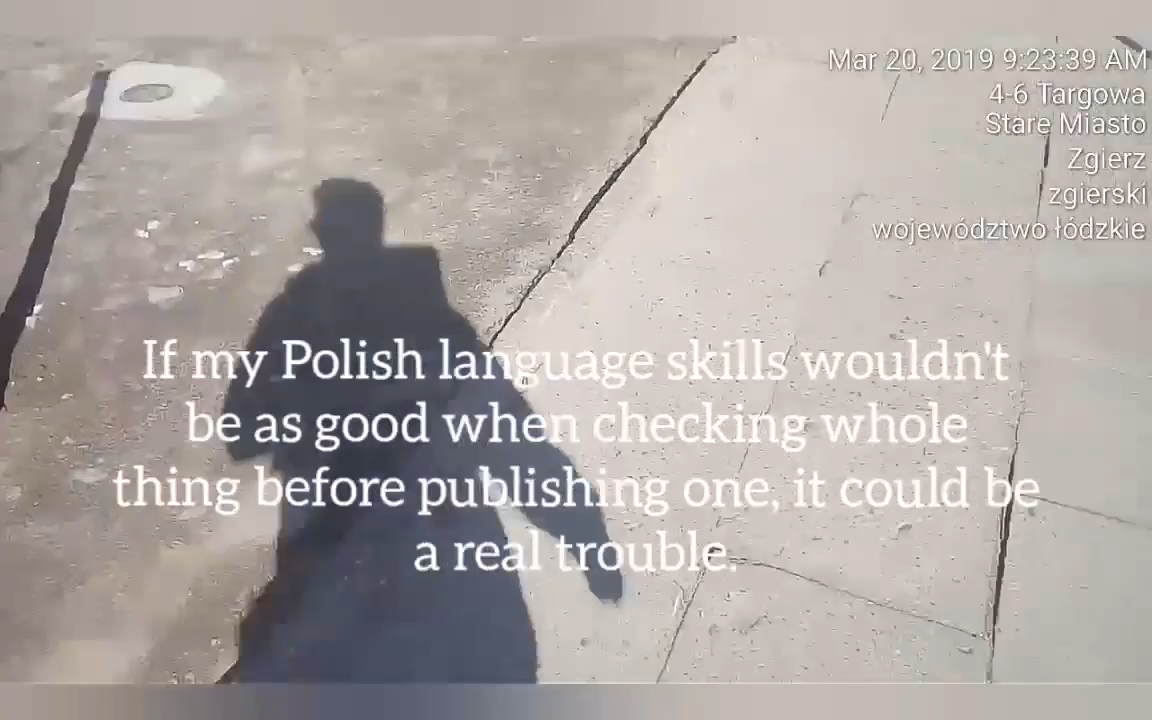 Mar 20, 2019 9:23:39 AM
4-6 Targowa
Stare Miasto
Zgierz
zgierski
województwo łódzkie
If my Polish language skills wouldn't
be as good when checking whole
thing before publishing one, it could be
a real trouble.